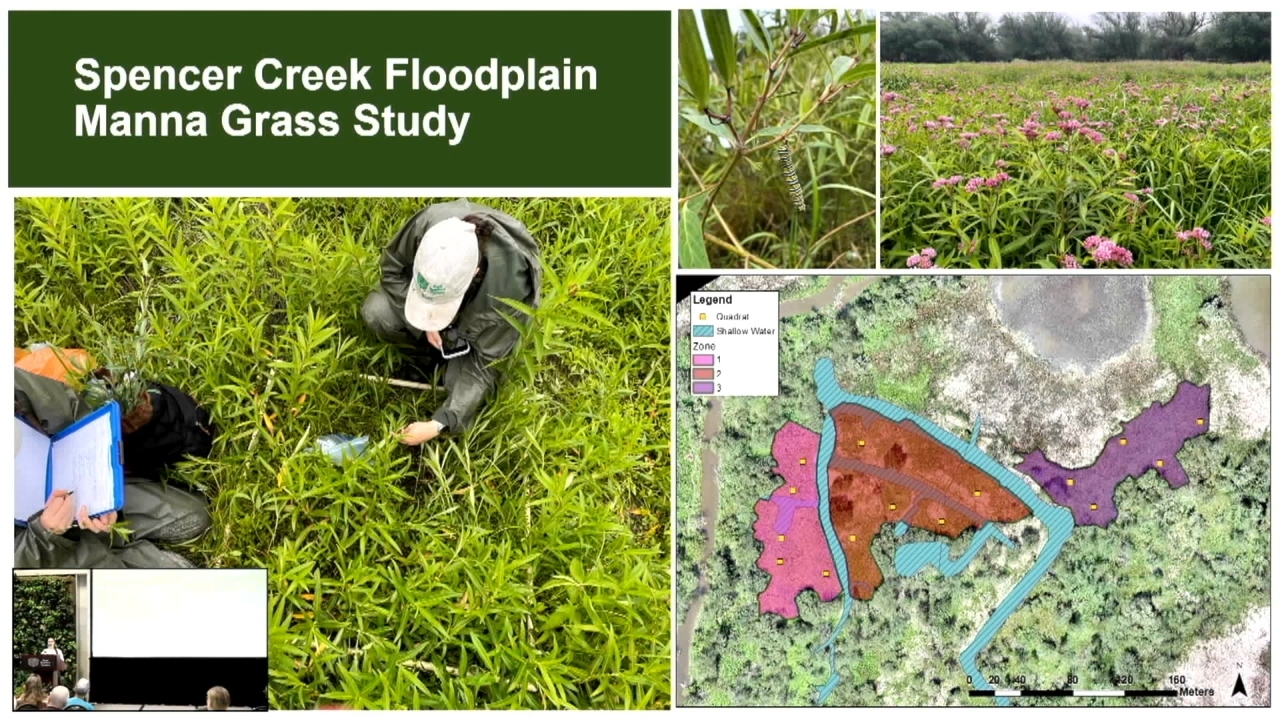 Spencer Creek Floodplain
Manna Grass Study
Legend
Quadrat
Shallow Water
Zone
1
2
3
N
0 20 40 80 120 160
Meters